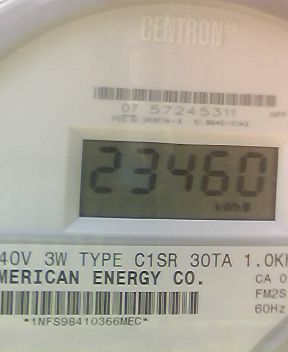 CENTRON®
07 57245311
23460
kWh
40V 3W TYPE C1SR 30TA 1.0K
MERICAN ENERGY CO.
CA 0
FM2S
60Hz
*1NFS98410366MEC*